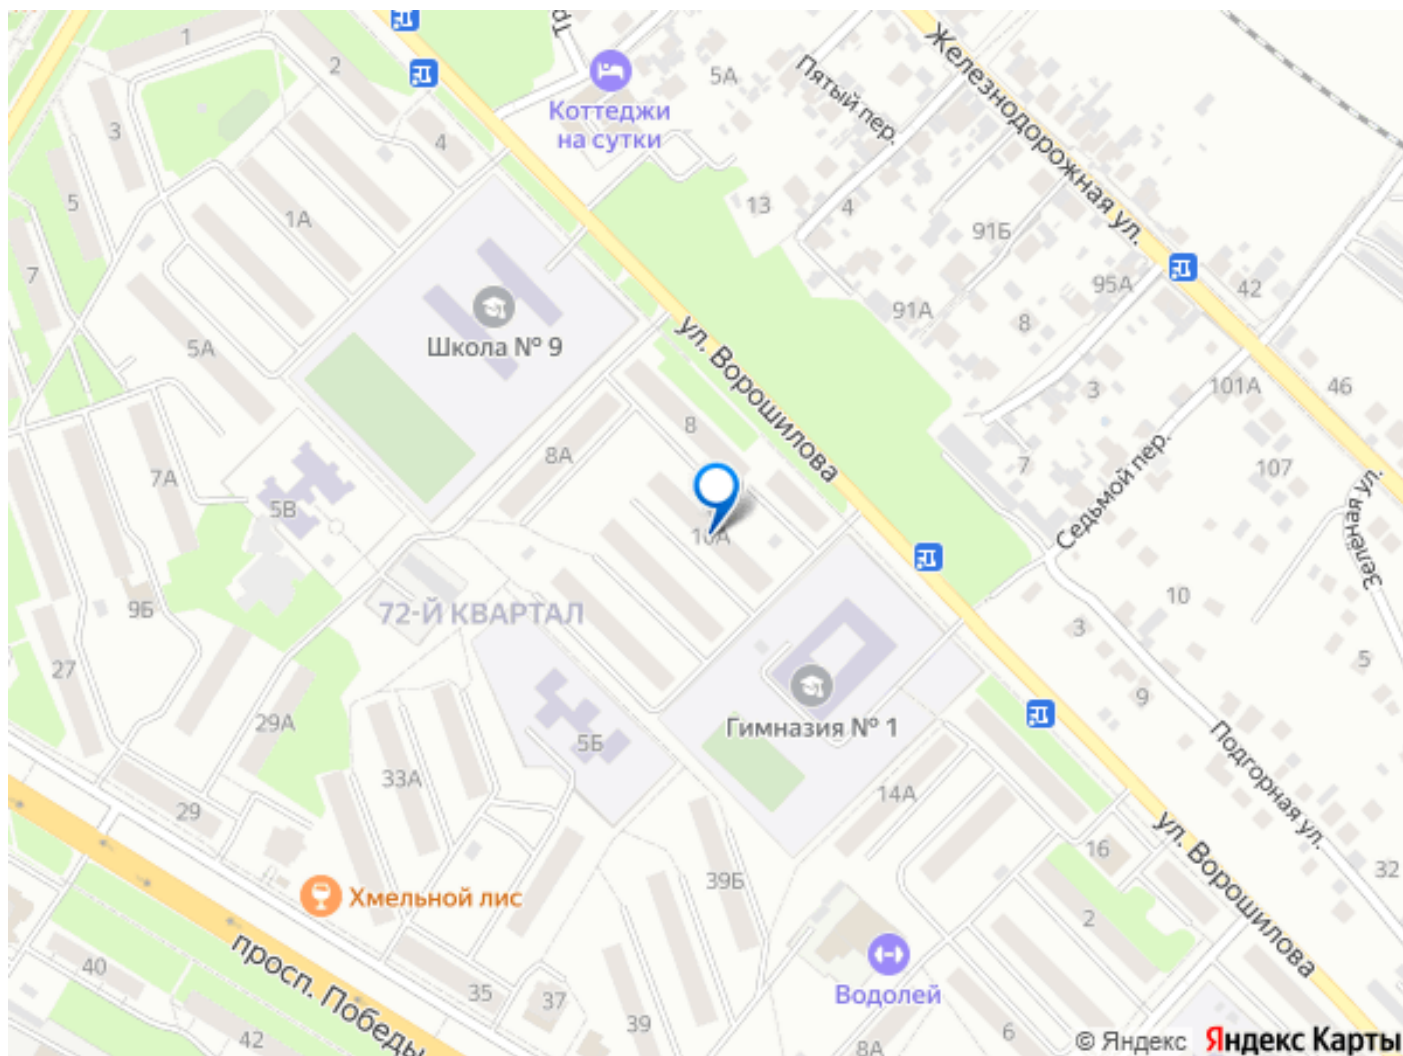 1
2
3
4
5А
Коттеджи
на сутки
Пятый пер.
Железнодорожная ул.
5
1А
13
4
91Б
7
5А
Школа № 9
91А
8
95А
42
ул. Ворошилова
3
101А
46
8
8А
7А
5В
7
Седьмой пер.
107
Зелёная ул.
10А
9Б
72-Й КВАРТАЛ
10
3
27
5
9
29А
5Б
Гимназия № 1
Подгорная ул.
33А
14А
29
16
ул. Ворошилова
32
39Б
Хмельной лис
2
просп. Победы
40
35
37
Водолей
42
39
8А
6
© Яндекс Яндекс Карты